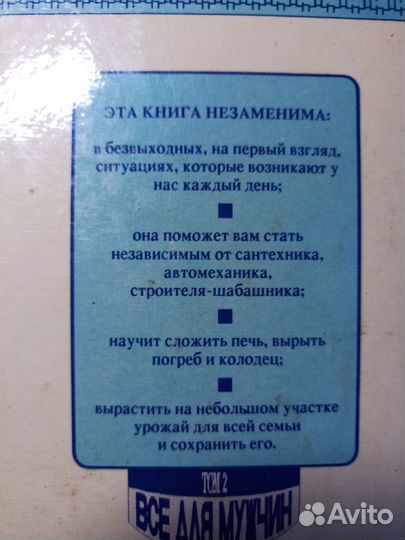 ЭТА КНИГА НЕЗАМЕНИМА:
в безвыходных, на первый взгляд,
ситуациях, которые возникают у
нас каждый день;
она поможет вам стать
независимым от сантехника,
автомеханика,
строителя-шабашника;
научит сложить печь, вырыть
погреб и колодец;
вырастить на небольшом участке
урожай для всей семьи
и сохранить его.
ТОМ 2
ВСЕ ДЛЯ МУЖЧИН
Avito